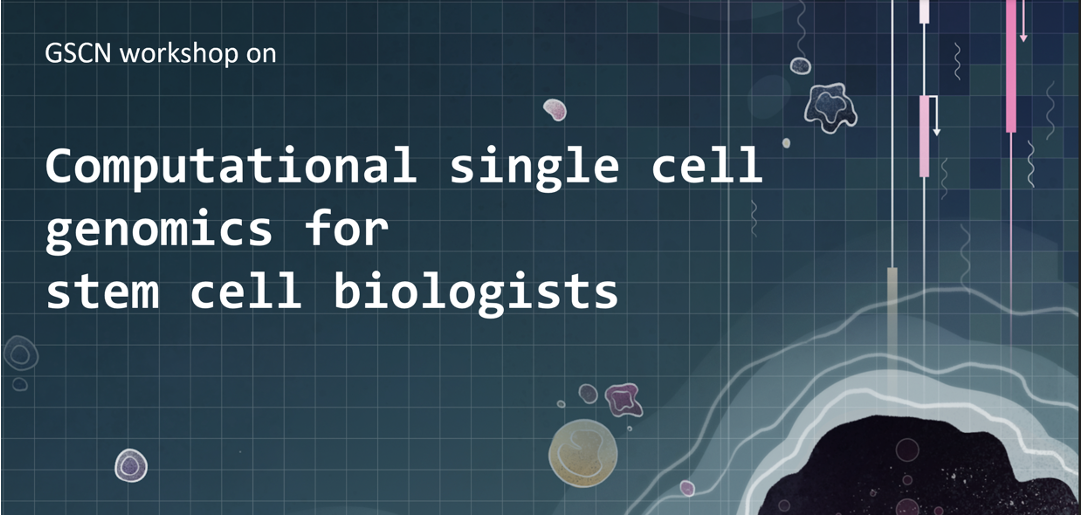 GSCN workshop on
Computational single cell
genomics for
stem cell biologists